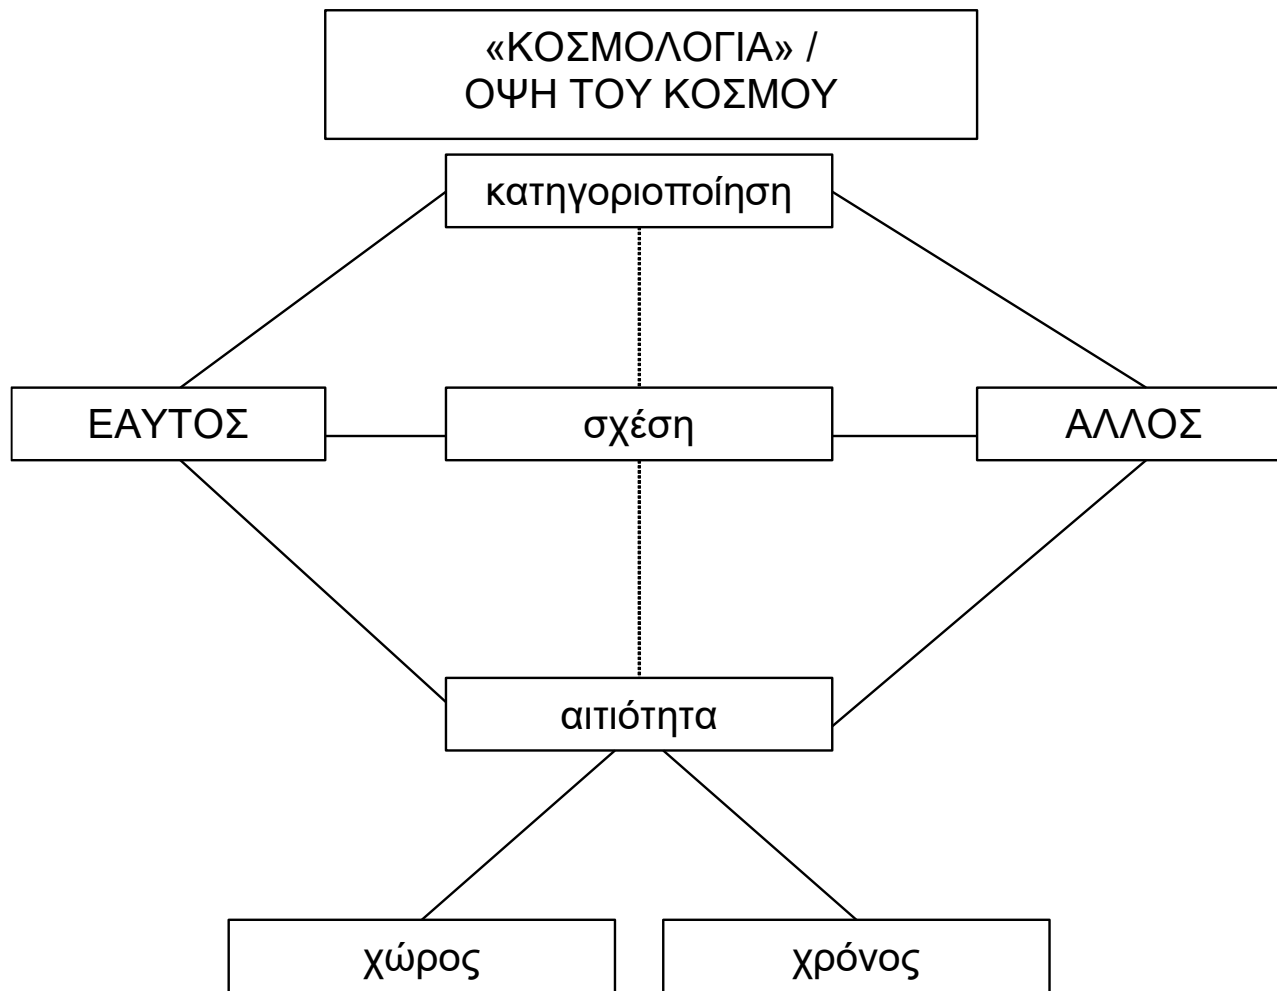 «ΚΟΣΜΟΛΟΓΙΑ» /
ΟΨΗ ΤΟΥ ΚΟΣΜΟΥ
κατηγοριοποίηση
ΕΑΥΤΟΣ
σχέση
ΑΛΛΟΣ
αιτιότητα
χώρος
χρόνος